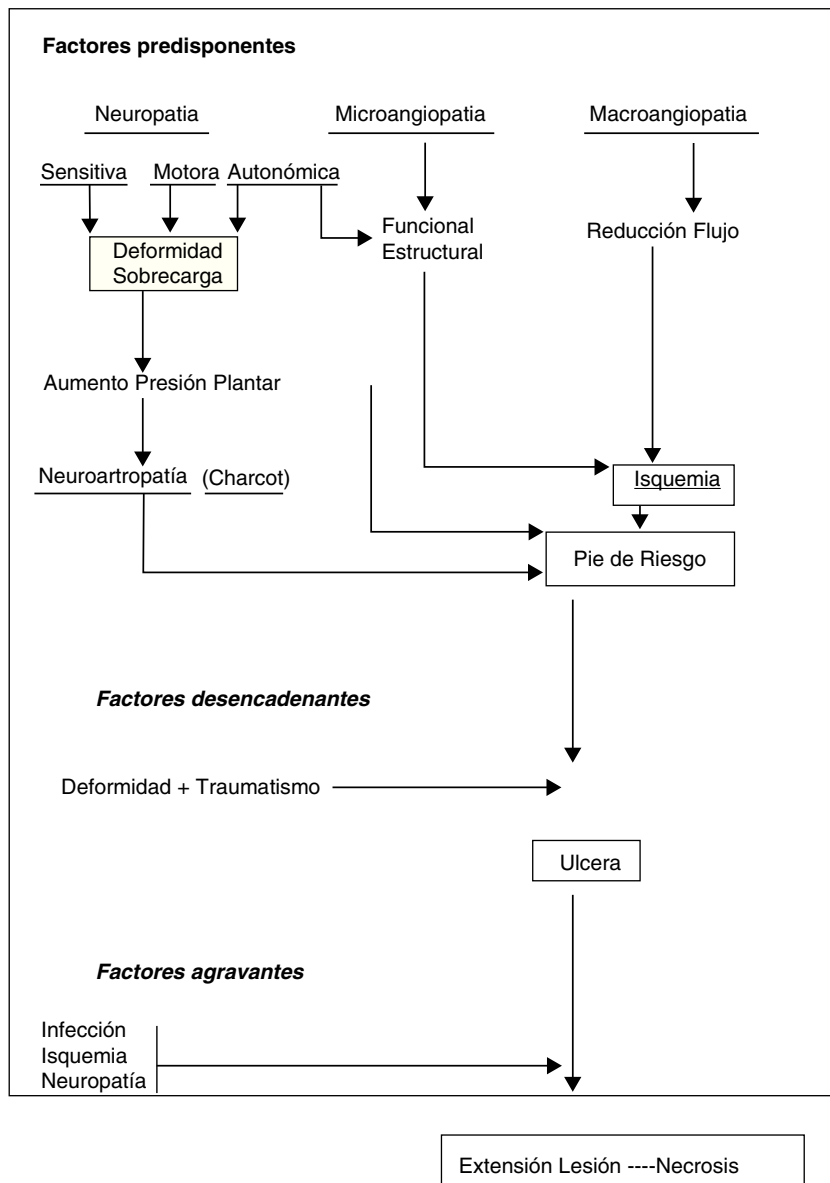 Factores predisponentes
Neuropatia Microangiopatia Macroangiopatia
Sensitiva Motora Autonómica
Funcional
Estructural
Reducción Flujo
Deformidad
Sobrecarga
Aumento Presión Plantar
Neuroartropatía (Charcot)
Isquemia
Pie de Riesgo
Factores desencadenantes
Deformidad + Traumatismo
Ulcera
Factores agravantes
Infección
Isquemia
Neuropatía
Extensión Lesión ----Necrosis